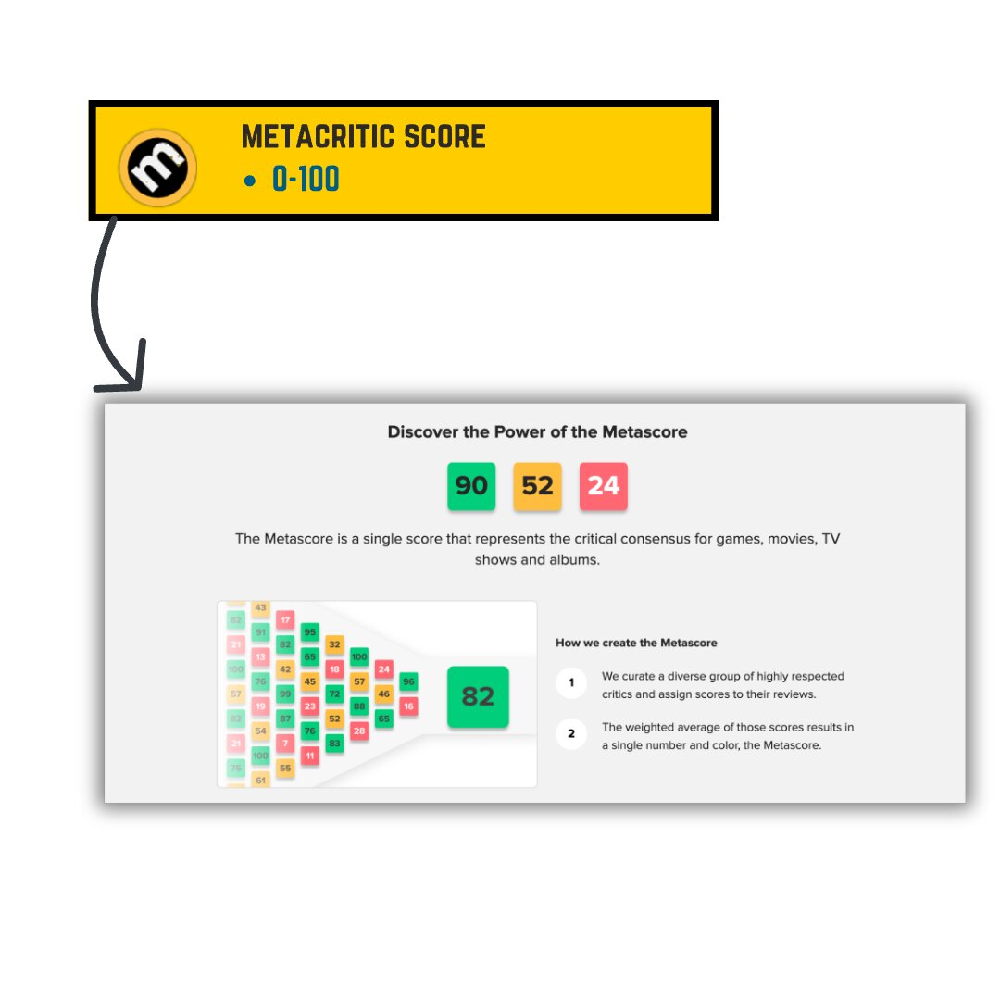 m
METACRITIC SCORE
• 0-100
Discover the Power of the Metascore
90 52 24
The Metascore is a single score that represents the critical consensus for games, movies, TV
shows and albums.
43
82 17
91 95
21 82 32
13 65 100
100 42 18 24
76 45 57 96
57 99 72 46
19 23 88 16
82 87 52 65
54 76 28
21 7 83
100 11
75 55
61
82
How we create the Metascore
1 We curate a diverse group of highly respected
critics and assign scores to their reviews.
2 The weighted average of those scores results in
a single number and color, the Metascore.